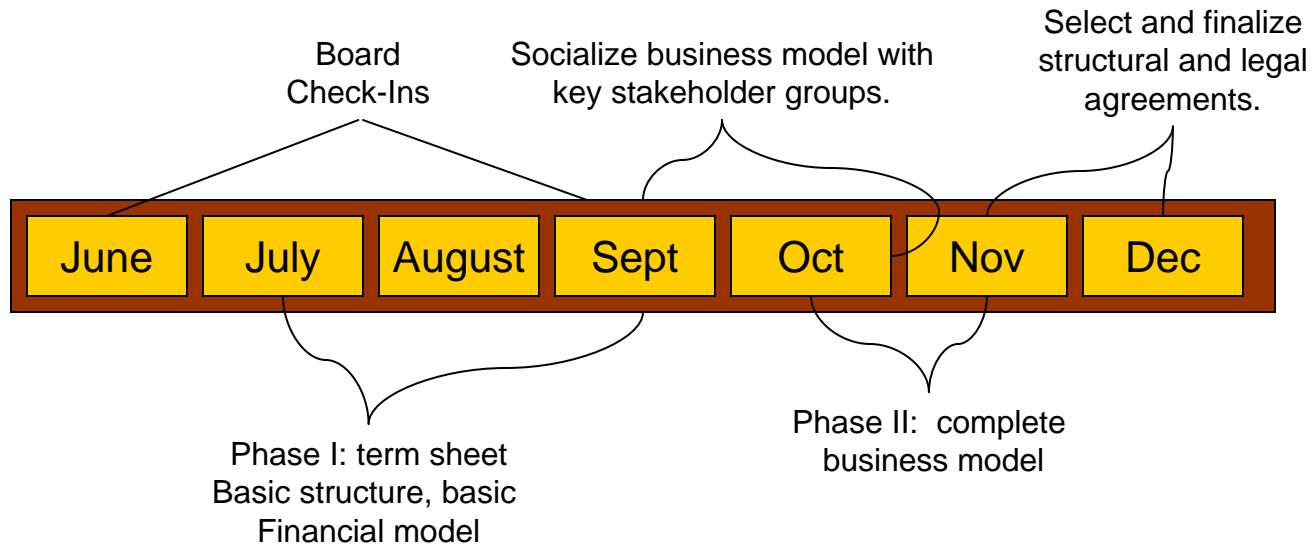 Board
Check-Ins
Socialize business model with
key stakeholder groups.
Select and finalize
structural and legal
agreements.
June
July
August
Sept
Oct
Nov
Dec
Phase I: term sheet
Basic structure, basic
Financial model
Phase II:  complete
business model